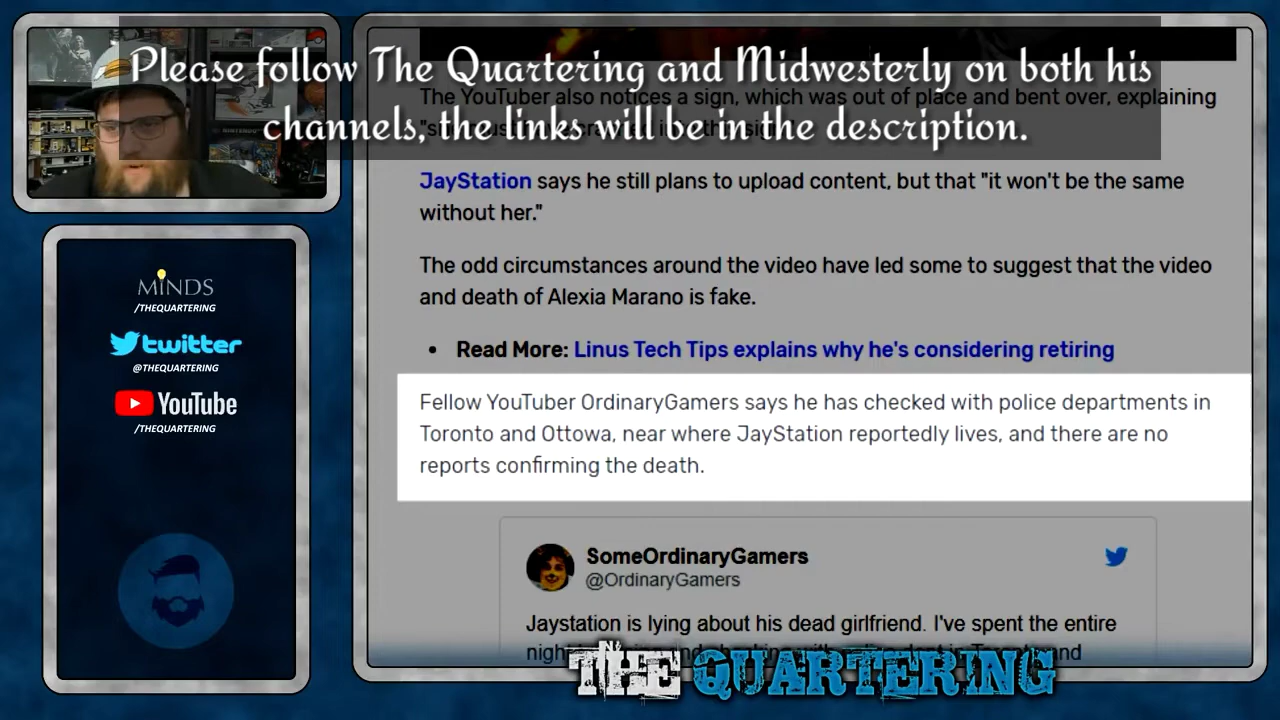 Please follow The Quartering and Midwesterly on both his
channels, the links will be in the description.
The YouTuber also notices a sign, which was out of place and bent over, explaining
JayStation says he still plans to upload content, but that "it won't be the same
without her."
The odd circumstances around the video have led some to suggest that the video
and death of Alexia Marano is fake.
• Read More: Linus Tech Tips explains why he's considering retiring
Fellow YouTuber OrdinaryGamers says he has checked with police departments in
Toronto and Ottowa, near where JayStation reportedly lives, and there are no
reports confirming the death.
SomeOrdinaryGamers
@OrdinaryGamers
Jaystation is lying about his dead girlfriend. I've spent the entire
THE QUARTERING
MINDS
/THEQUARTERING
twitter
@THEQUARTERING
YouTube
/THEQUARTERING